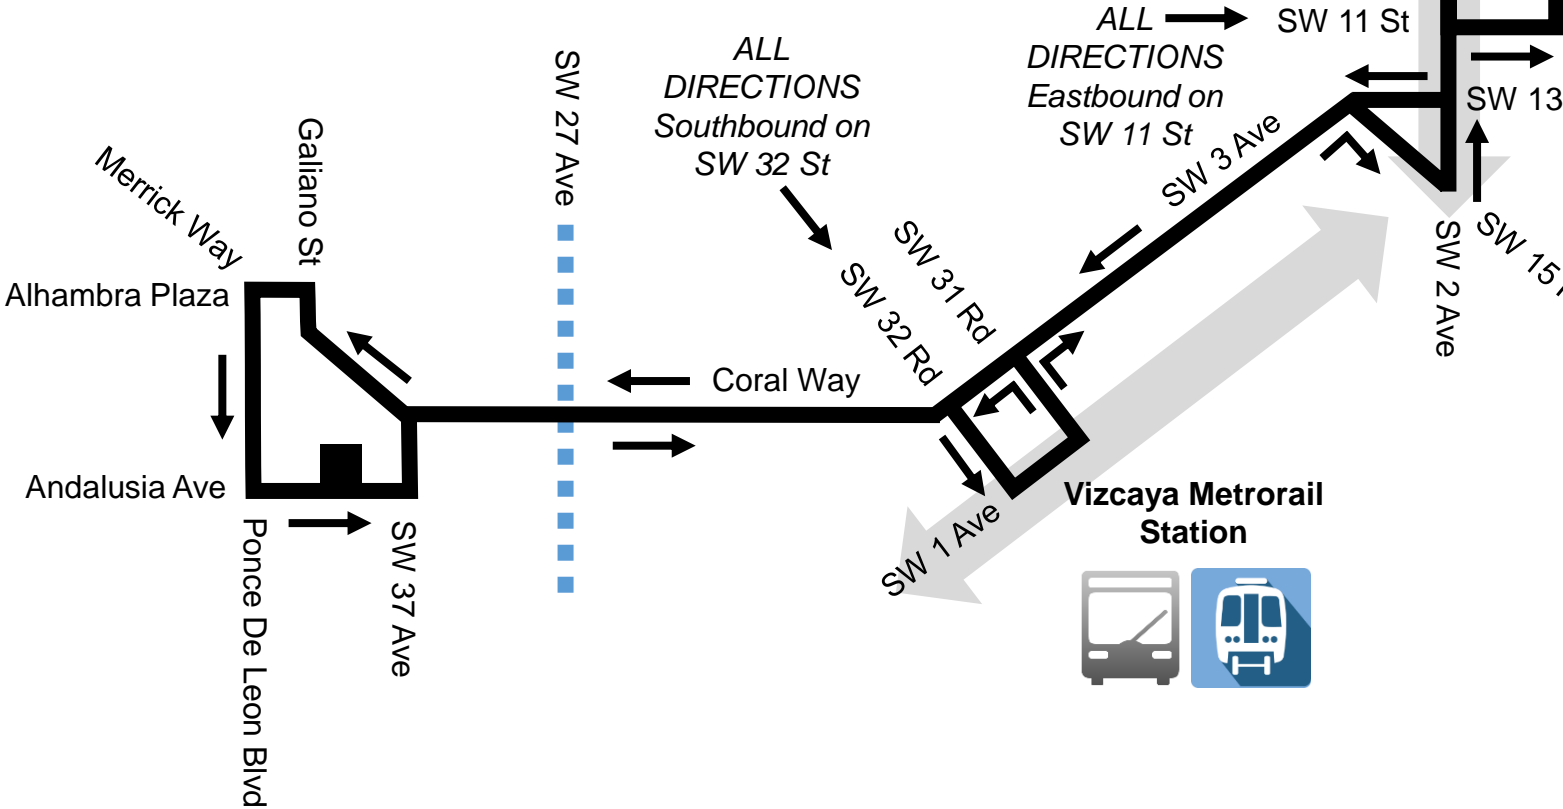 ALL
DIRECTIONS
Eastbound on
SW 11 St
SW 11 St
SW 13
ALL
DIRECTIONS
Southbound on
SW 32 St
SW 27 Ave
Galiano St
Merrick Way
Alhambra Plaza
SW 3 Ave
SW 31 Rd
SW 32 Rd
SW 2 Ave
SW 15
Coral Way
Andalusia Ave
Ponce De Leon Blvd
SW 37 Ave
SW 1 Ave
Vizcaya Metrorail
Station